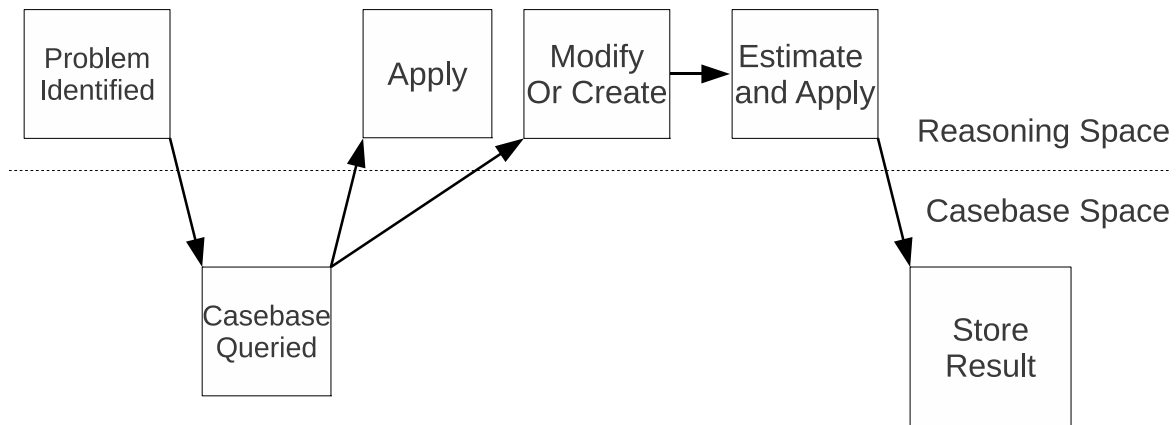 Problem
Identified
Apply
Modify
Or Create
Estimate
and Apply
Reasoning Space
Casebase Space
Casebase
Queried
Store
Result